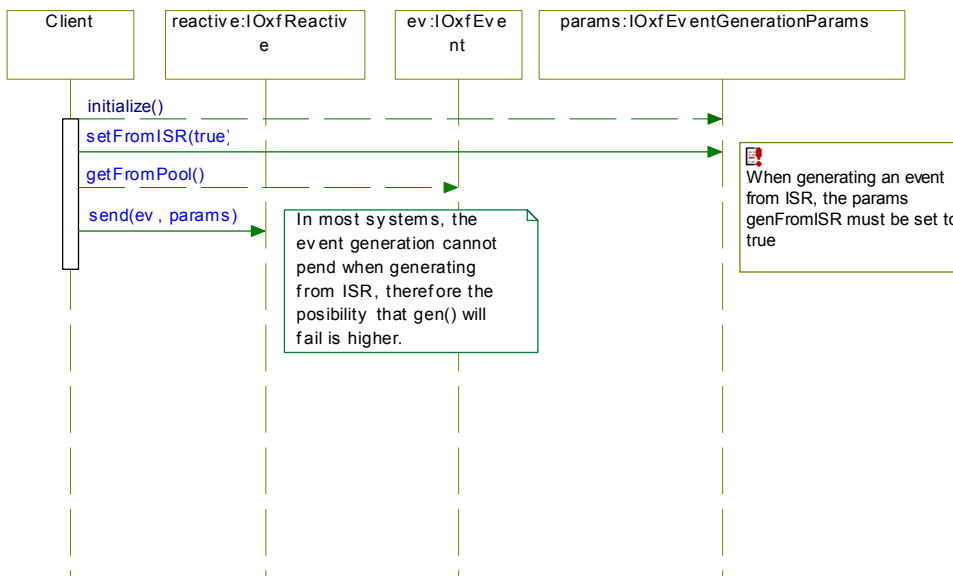 Client
reactive:IOxfReactiv
e
ev:IOxfEve
nt
params:IOxfEventGenerationParams
initialize()
setFromISR(true)
getFromPool()
send(ev, params)
In most systems, the
event generation cannot
pend when generating
from ISR, therefore the
posibility that gen() will
fail is higher.
When generating an event
from ISR, the params
genFromISR must be set to
true